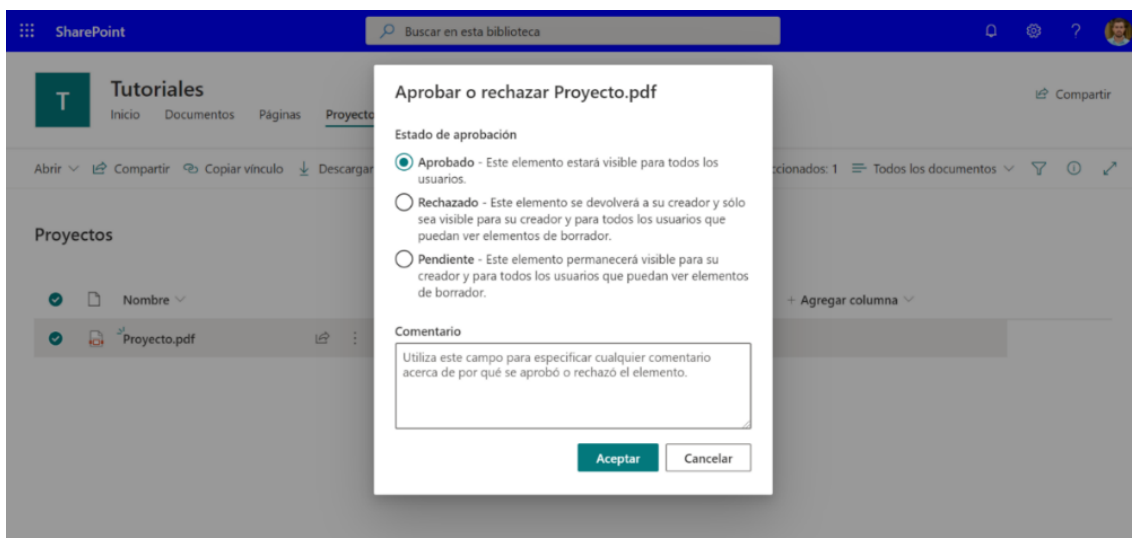 SharePoint
Buscar en esta biblioteca
?
T
Tutoriales
Inicio Documentos Páginas Proyecto
Compartir
Abrir Compartir Copiar vínculo Descargar
ccionados: 1 Todos los documentos
Proyectos
Nombre
+ Agregar columna
Proyecto.pdf
Aprobar o rechazar Proyecto.pdf
Estado de aprobación
Aprobado - Este elemento estará visible para todos los
usuarios.
Rechazado - Este elemento se devolverá a su creador y sólo
sea visible para su creador y para todos los usuarios que
puedan ver elementos de borrador.
Pendiente - Este elemento permanecerá visible para su
creador y para todos los usuarios que puedan ver elementos
de borrador.
Comentario
Utiliza este campo para especificar cualquier comentario
acerca de por qué se aprobó o rechazó el elemento.
Aceptar Cancelar